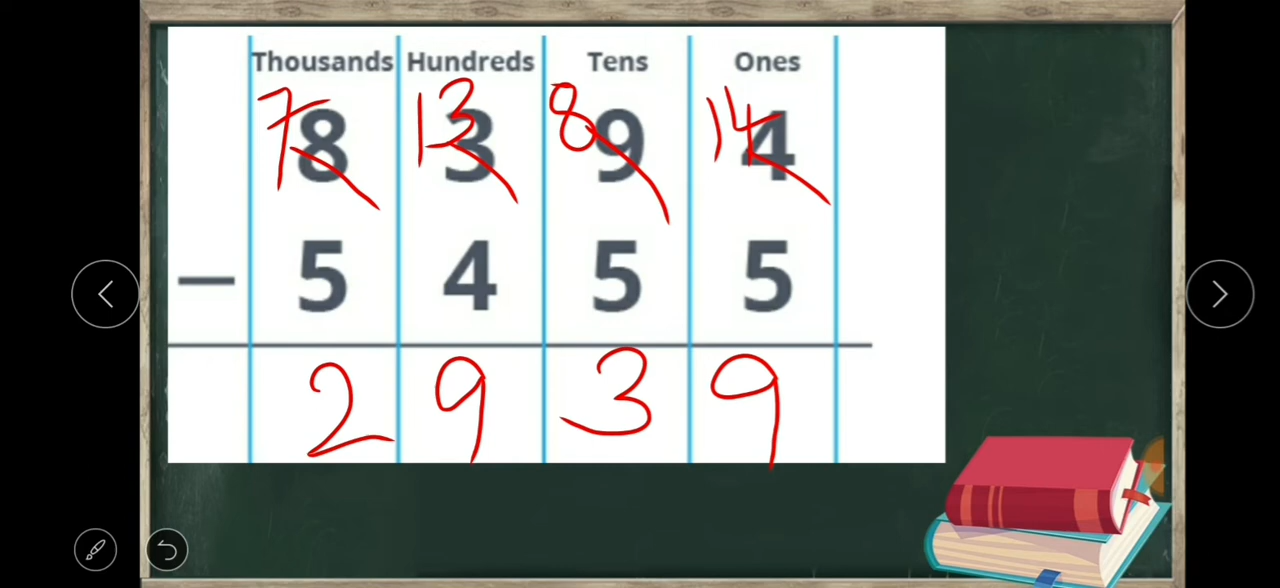 Thousands Hundreds Tens Ones
7 13 8 14
8 3 9 4
− 5 4 5 5
2 9 3 9